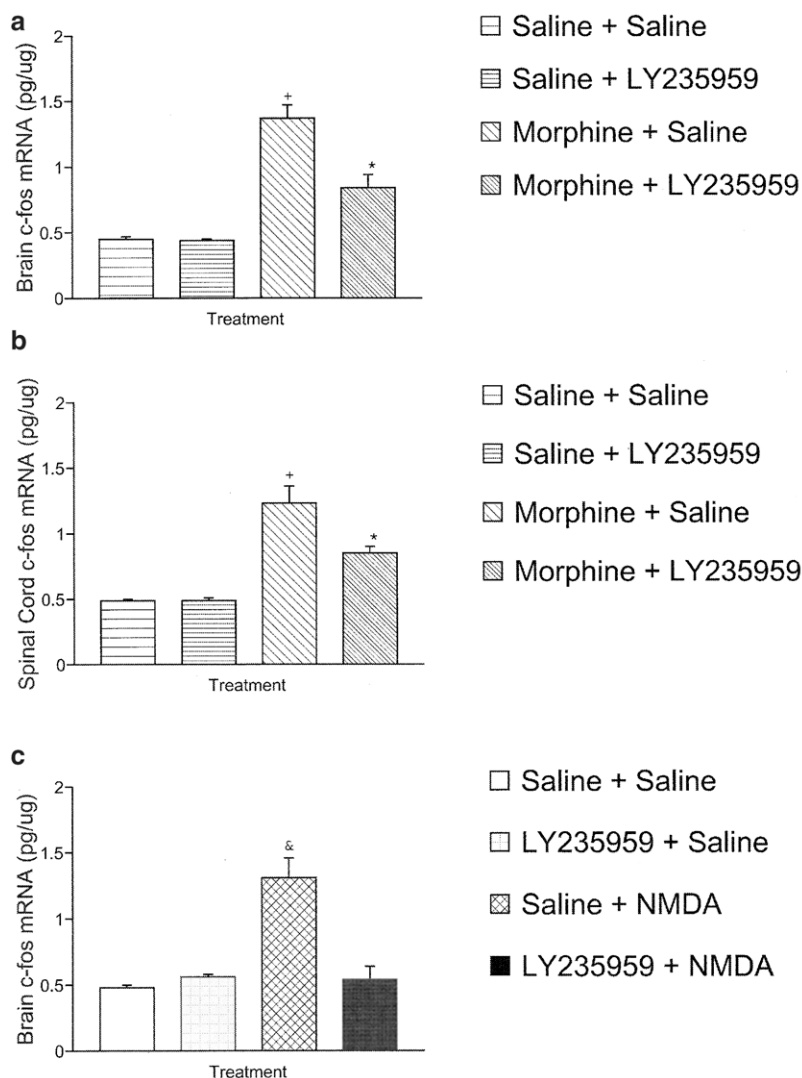 a
Brain c-fos mRNA (pg/ug)
2
1.5
1
0.5
0
+
*
Treatment
Saline + Saline
Saline + LY235959
Morphine + Saline
Morphine + LY235959
b
Spinal Cord c-fos mRNA (pg/ug)
2
1.5
1
0.5
0
+
*
Treatment
Saline + Saline
Saline + LY235959
Morphine + Saline
Morphine + LY235959
c
Brain c-fos mRNA (pg/ug)
2
1.5
1
0.5
0
&
Treatment
Saline + Saline
LY235959 + Saline
Saline + NMDA
LY235959 + NMDA